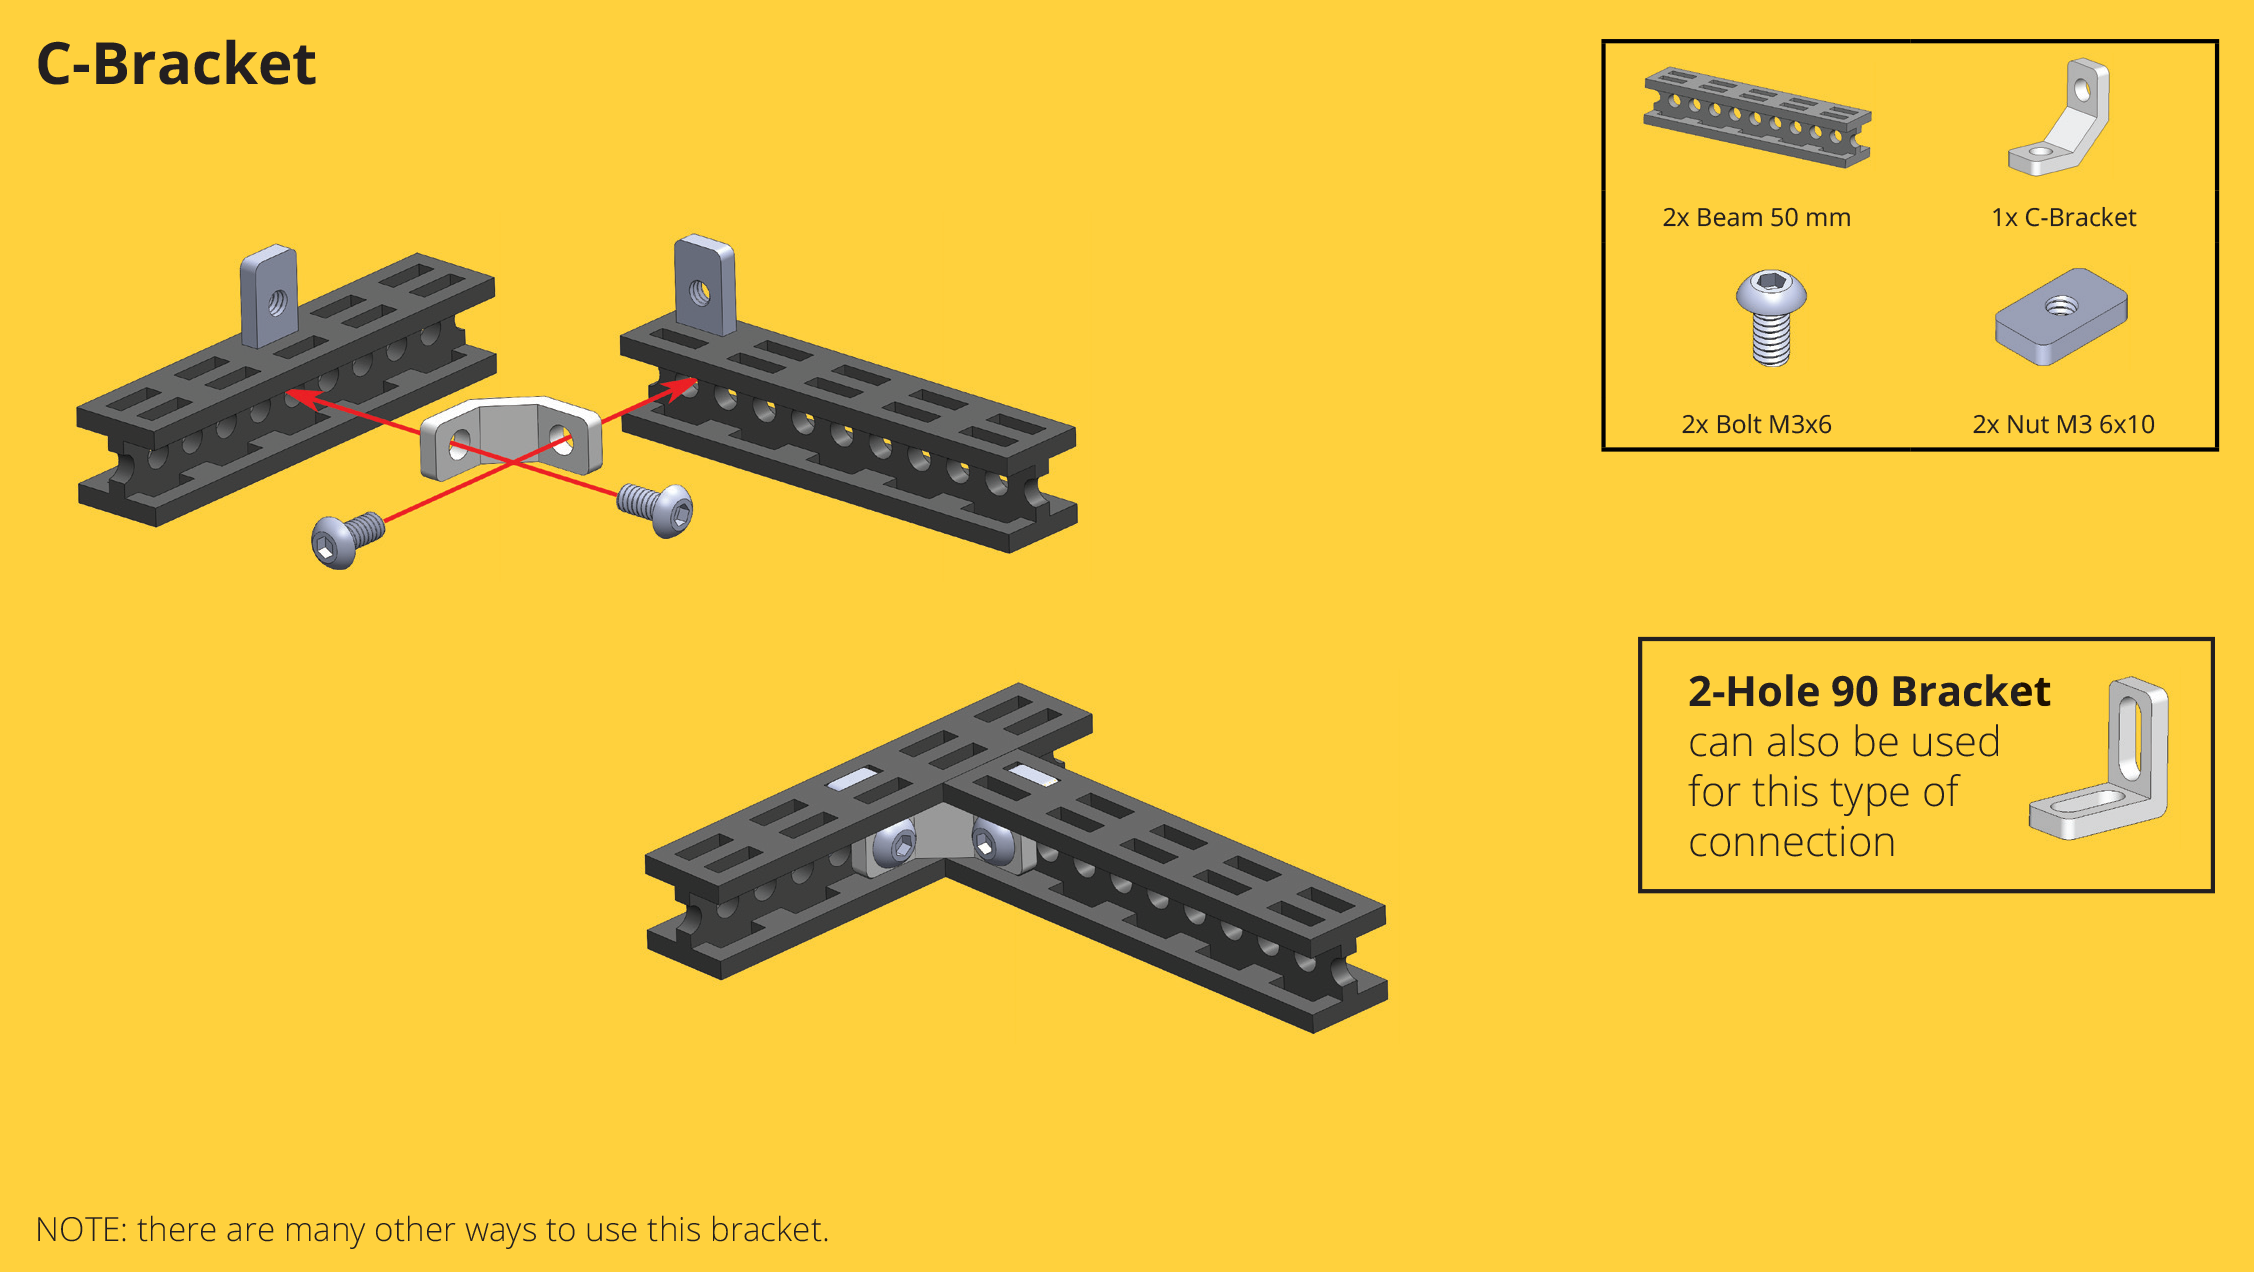 C-Bracket
2x Beam 50 mm
1x C-Bracket
2x Bolt M3x6
2x Nut M3 6x10
2-Hole 90 Bracket
can also be used
for this type of
connection
NOTE: there are many other ways to use this bracket.